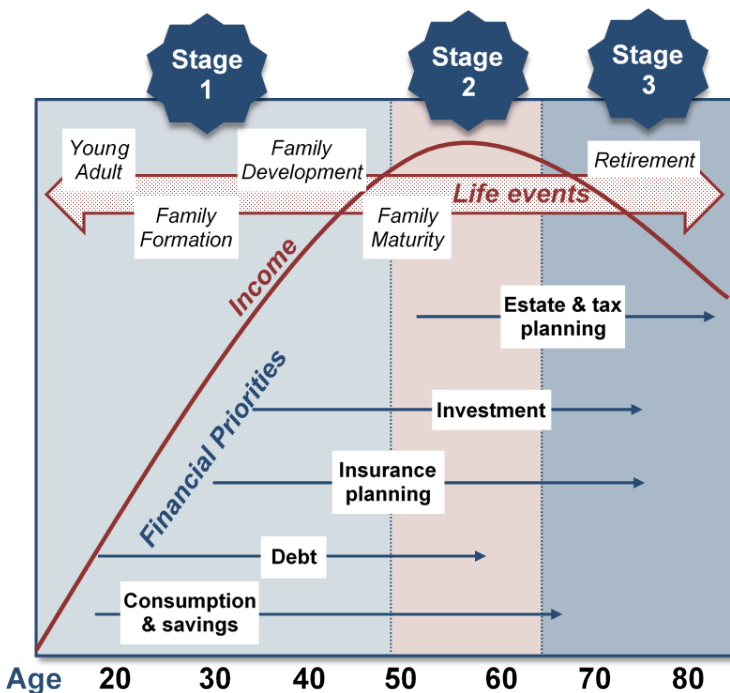 Stage
1
Stage
2
Stage
3
Young
Adult
Family
Development
Retirement
Life events
Family
Formation
Family
Maturity
Income
Estate & tax
planning
Financial Priorities
Investment
Insurance
planning
Debt
Consumption
& savings
Age 20 30 40 50 60 70 80